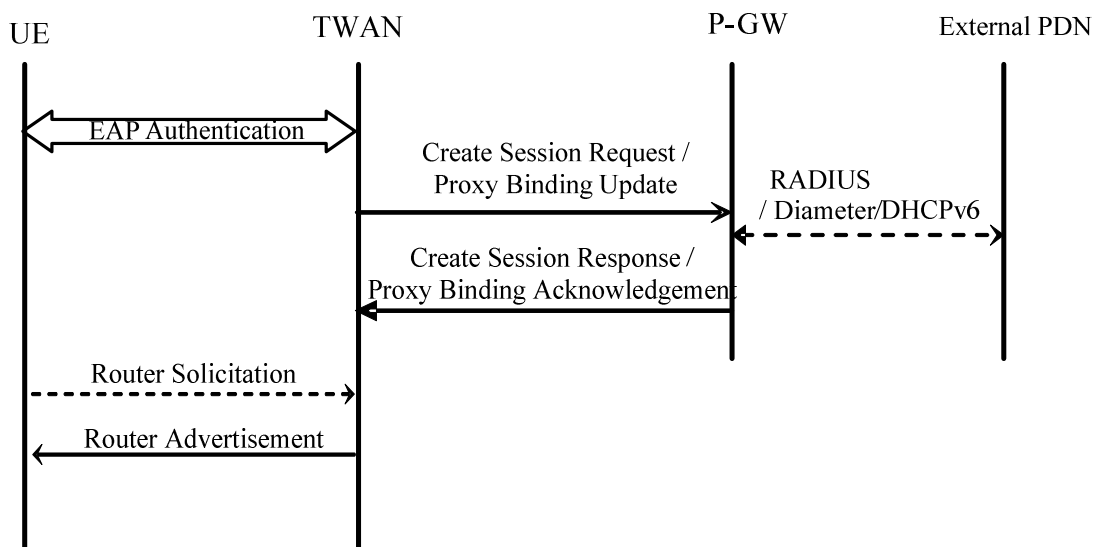 UE
TWAN
P-GW
External PDN
EAP Authentication
Create Session Request /
Proxy Binding Update
RADIUS
/ Diameter/DHCPv6
Create Session Response /
Proxy Binding Acknowledgement
Router Solicitation
Router Advertisement